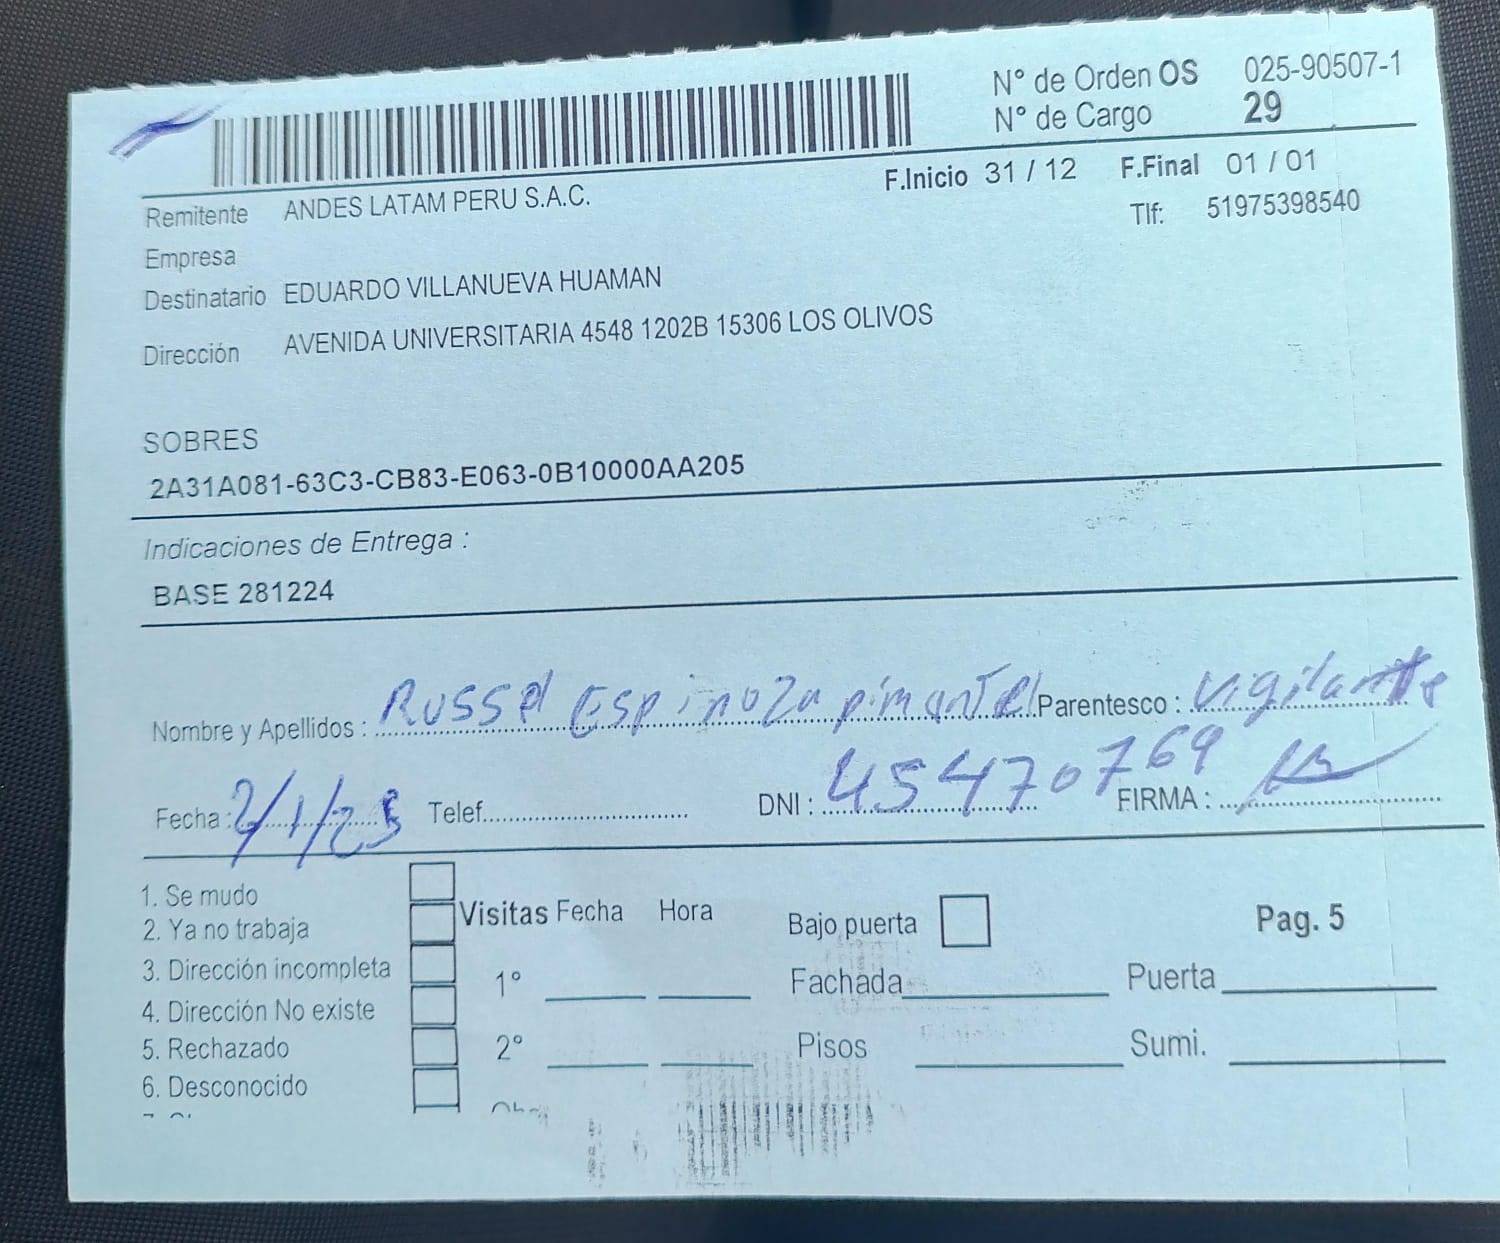 N° de Orden OS 025-90507-1
N° de Cargo 29
F.Inicio 31 / 12 F.Final 01 / 01
Remitente ANDES LATAM PERU S.A.C.
Tlf: 51975398540
Empresa
Destinatario EDUARDO VILLANUEVA HUAMAN
Dirección AVENIDA UNIVERSITARIA 4548 1202B 15306 LOS OLIVOS
SOBRES
2A31A081-63C3-CB83-E063-0B10000AA205
Indicaciones de Entrega :
BASE 281224
Nombre y Apellidos : Russel Espinoza pimantel Parentesco : Vigilante
Fecha : 2/1/25 Telef. DNI : 45470769 FIRMA :
1. Se mudo
2. Ya no trabaja
3. Dirección incompleta
4. Dirección No existe
5. Rechazado
6. Desconocido
Visitas Fecha Hora
1°
2°
Bajo puerta
Pag. 5
Fachada Puerta
Pisos Sumi.